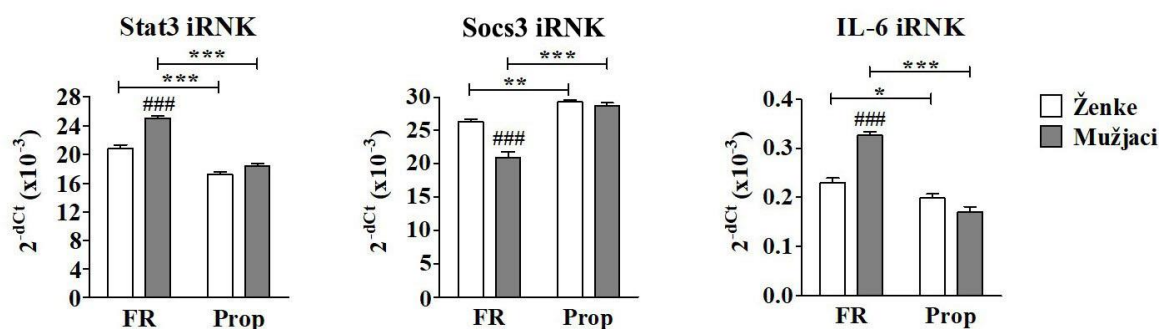 Stat3 iRNK
***
***
###
2^-dCt (x10^-3)
28
24
20
16
12
8
4
0
FR Prop
Socs3 iRNK
***
**
###
2^-dCt (x10^-3)
30
25
20
15
10
5
0
FR Prop
IL-6 iRNK
***
*
###
2^-dCt (x10^-3)
0.4
0.3
0.2
0.1
0.0
FR Prop
Ženke
Mužjaci